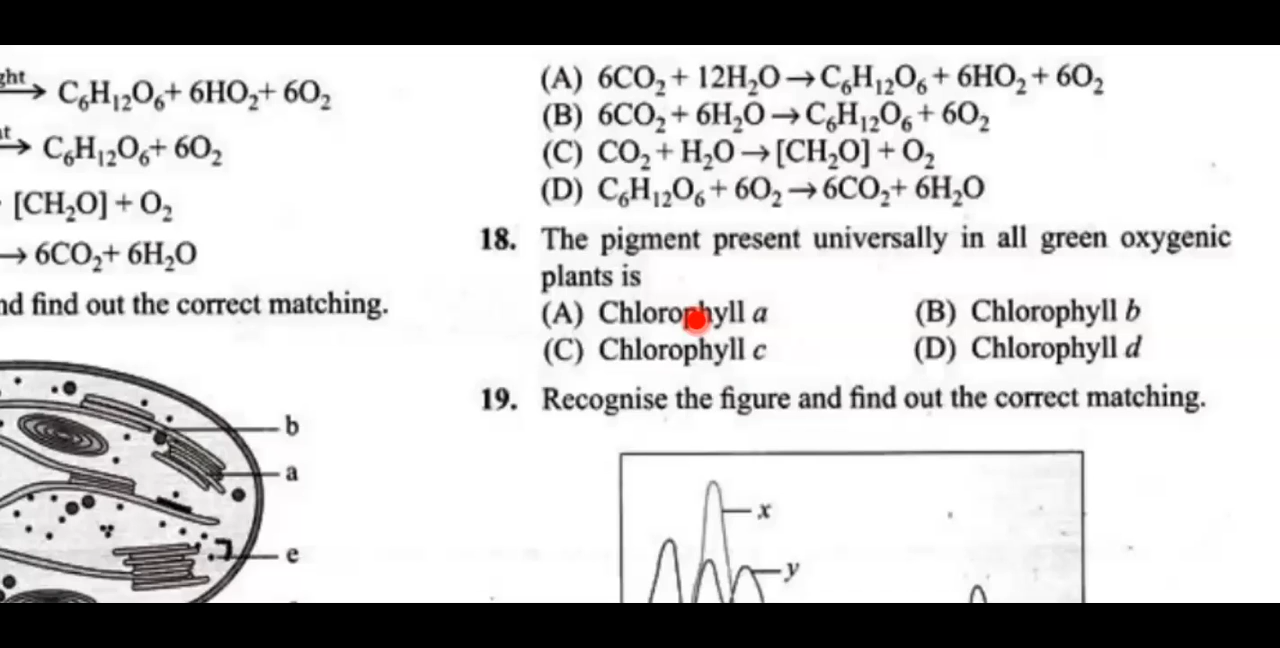 ght → C₆H₁₂O₆+ 6HO₂+ 6O₂
→ C₆H₁₂O₆+ 6O₂
[CH₂O] + O₂
→ 6CO₂+ 6H₂O
nd find out the correct matching.
b
a
e
(A) 6CO₂ + 12H₂O → C₆H₁₂O₆ + 6HO₂ + 6O₂
(B) 6CO₂ + 6H₂O → C₆H₁₂O₆ + 6O₂
(C) CO₂ + H₂O → [CH₂O] + O₂
(D) C₆H₁₂O₆ + 6O₂ → 6CO₂+ 6H₂O
18. The pigment present universally in all green oxygenic
plants is
(A) Chlorophyll a (B) Chlorophyll b
(C) Chlorophyll c (D) Chlorophyll d
19. Recognise the figure and find out the correct matching.
x
y